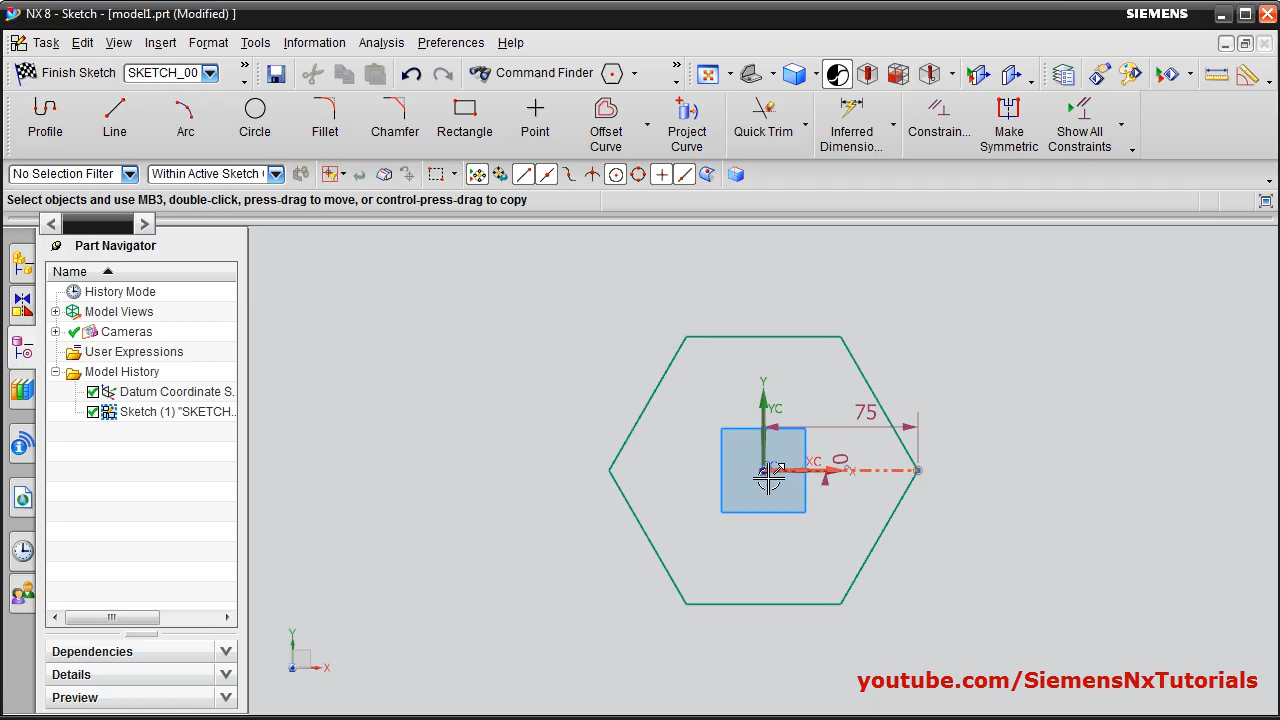 NX 8 - Sketch - [model1.prt (Modified) ]
SIEMENS
Task Edit View Insert Format Tools Information Analysis Preferences Help
Finish Sketch SKETCH_00 Command Finder
Profile Line Arc Circle Fillet Chamfer Rectangle Point Offset Curve Project Curve Quick Trim Inferred Dimensio... Constrain... Make Symmetric Show All Constraints
No Selection Filter Within Active Sketch
Select objects and use MB3, double-click, press-drag to move, or control-press-drag to copy
Part Navigator
Name
History Mode
Model Views
Cameras
User Expressions
Model History
Datum Coordinate S.
Sketch (1) "SKETCH..
Dependencies
Details
Preview
Y
YC
75
XC
0
X
Y
X
youtube.com/SiemensNxTutorials